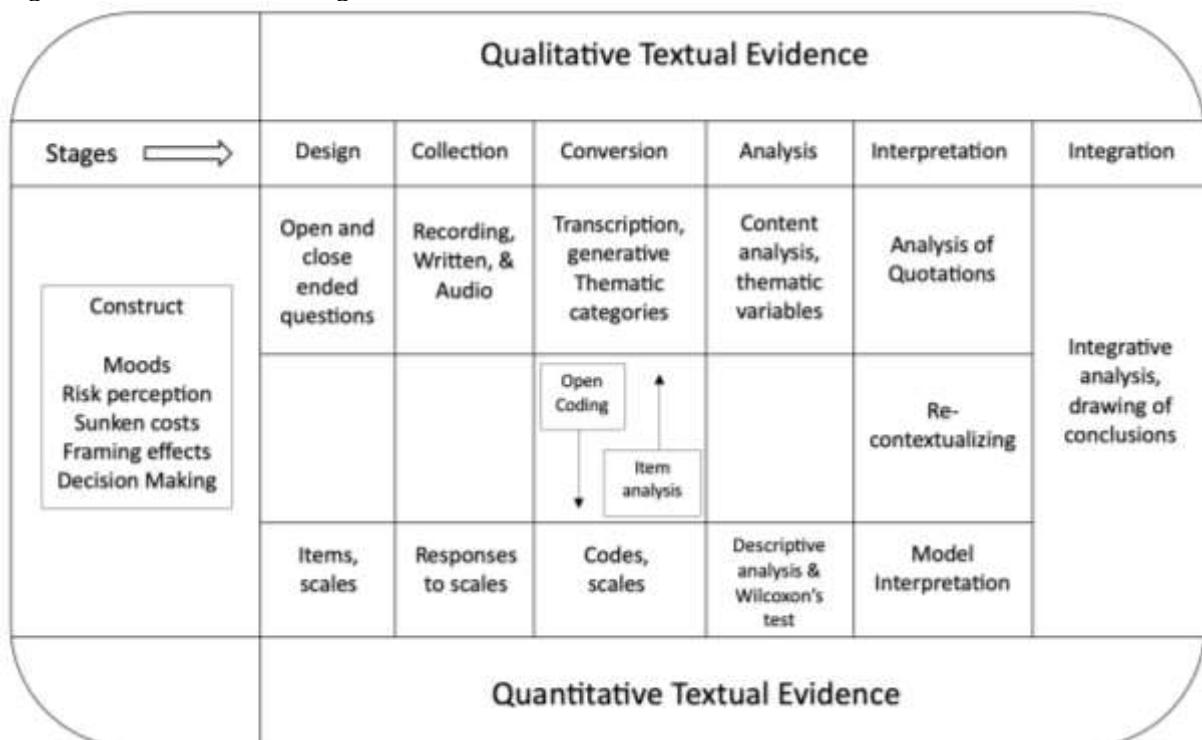 Qualitative Textual Evidence
Stages
Design
Collection
Conversion
Analysis
Interpretation
Integration
Construct
Moods
Risk perception
Sunken costs
Framing effects
Decision Making
Open and
close
ended
questions
Recording,
Written, &
Audio
Transcription,
generative
Thematic
categories
Content
analysis,
thematic
variables
Analysis of
Quotations
Integrative
analysis,
drawing of
conclusions
Open
Coding
Item
analysis
Re-
contextualizing
Items,
scales
Responses
to scales
Codes,
scales
Descriptive
analysis &
Wilcoxon's
test
Model
Interpretation
Quantitative Textual Evidence